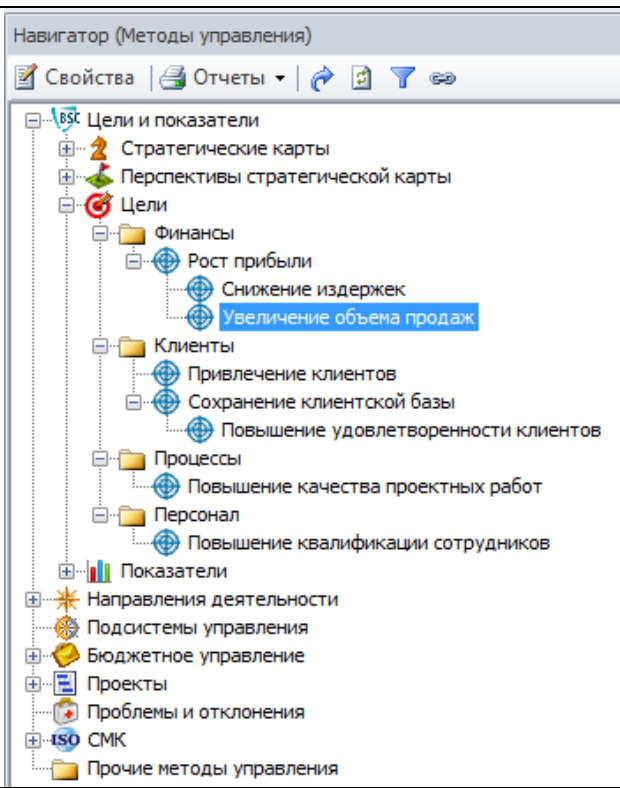 Навигатор (Методы управления)
Свойства Отчеты
BSC Цели и показатели
Стратегические карты
Перспективы стратегической карты
Цели
Финансы
Рост прибыли
Снижение издержек
Увеличение объема продаж
Клиенты
Привлечение клиентов
Сохранение клиентской базы
Повышение удовлетворенности клиентов
Процессы
Повышение качества проектных работ
Персонал
Повышение квалификации сотрудников
Показатели
Направления деятельности
Подсистемы управления
Бюджетное управление
Проекты
Проблемы и отклонения
ISO СМК
Прочие методы управления